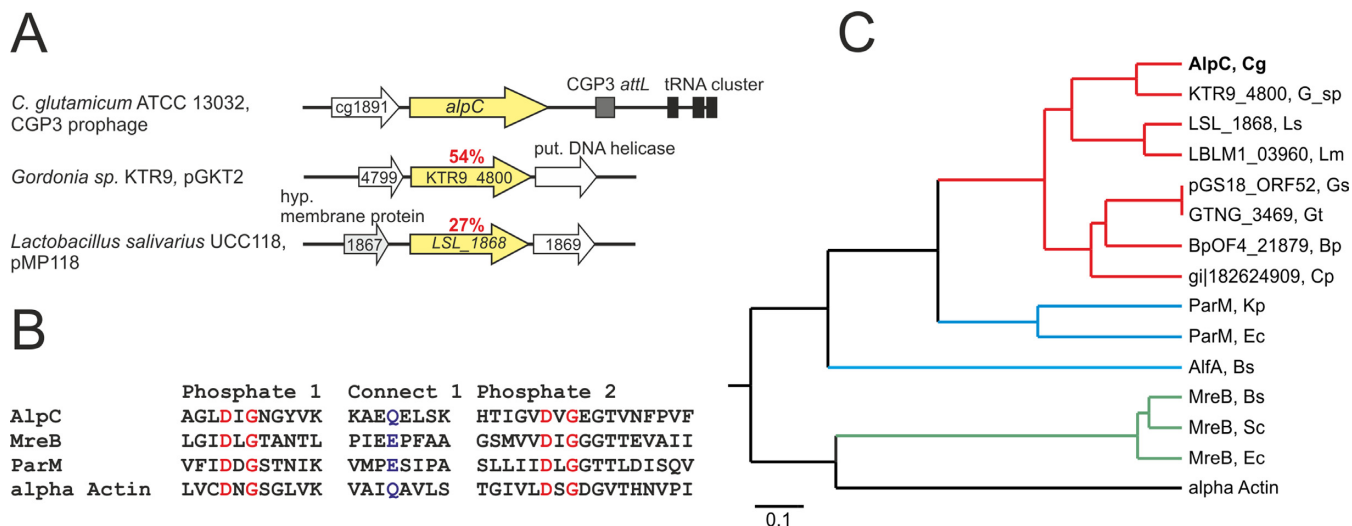 A
C. glutamicum ATCC 13032,
CGP3 prophage
cg1891
alpC
CGP3 attL
tRNA cluster
Gordonia sp. KTR9, pGKT2
4799
54%
KTR9_4800
put. DNA helicase
Lactobacillus salivarius UCC118,
pMP118
hyp.
membrane protein
1867
27%
LSL_1868
1869
B
Phosphate 1 Connect 1 Phosphate 2
AlpC AGLDIGNGYVK KAEQELSK HTIGVDVGEGTVNFPVF
MreB LGIDLGTANTL PIEEPFAA GSMVVDIGGGTTEVAII
ParM VFIDDGSTNIK VMPESIPA SLLIIDLGGTTLDISQV
alpha Actin LVCDNGSGLVK VAIQAVLS TGIVLDSGDGVTHNVPI
C
AlpC, Cg
KTR9_4800, G_sp
LSL_1868, Ls
LBLM1_03960, Lm
pGS18_ORF52, Gs
GTNG_3469, Gt
BpOF4_21879, Bp
gi|182624909, Cp
ParM, Kp
ParM, Ec
AlfA, Bs
MreB, Bs
MreB, Sc
MreB, Ec
alpha Actin
0.1